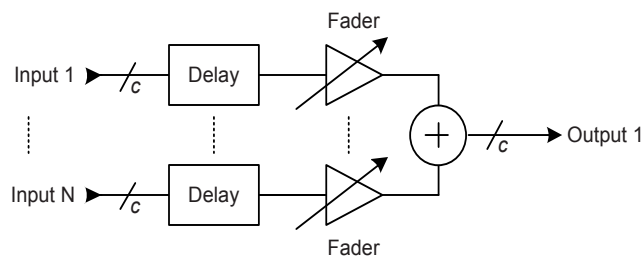 Fader
Input 1
c
Delay
+
c
Output 1
Input N
c
Delay
Fader